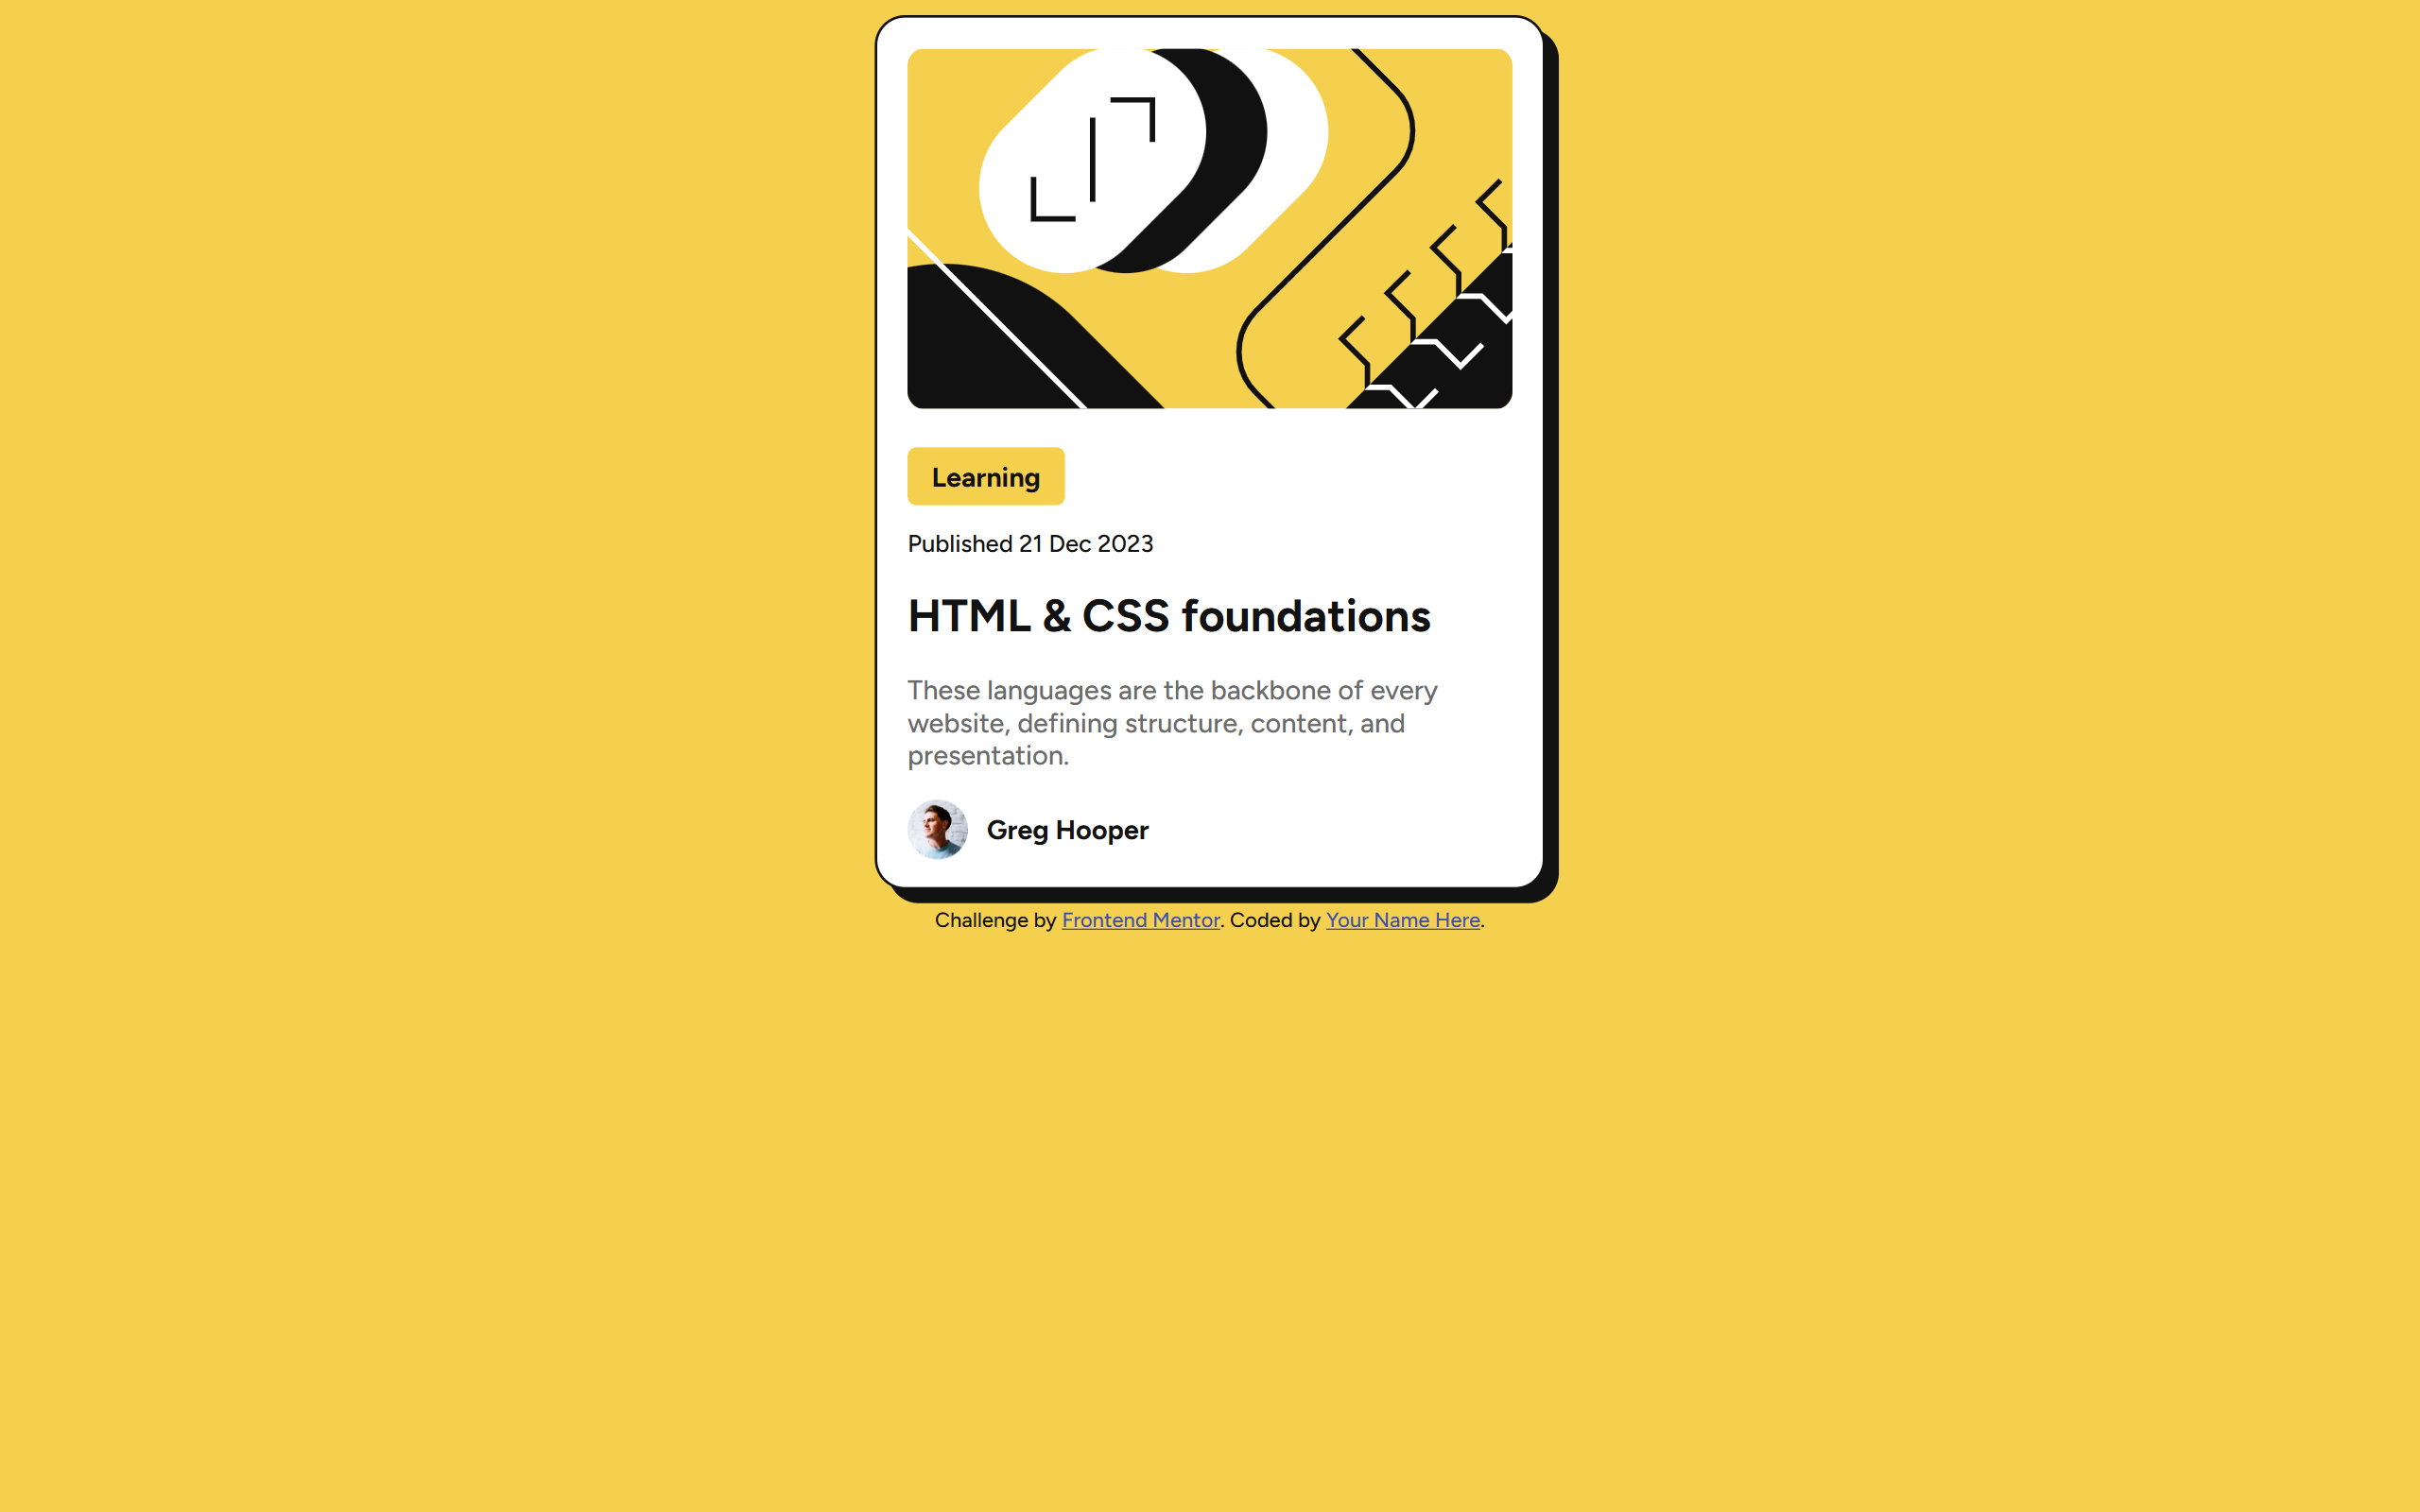 Learning
Published 21 Dec 2023
HTML & CSS foundations
These languages are the backbone of every
website, defining structure, content, and
presentation.
Greg Hooper
Challenge by Frontend Mentor. Coded by Your Name Here.